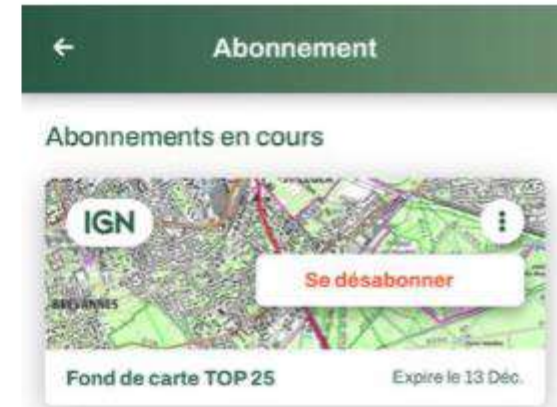 Abonnement
Abonnements en cours
IGN
Se désabonner
Fond de carte TOP 25
Expire le 13 Déc.